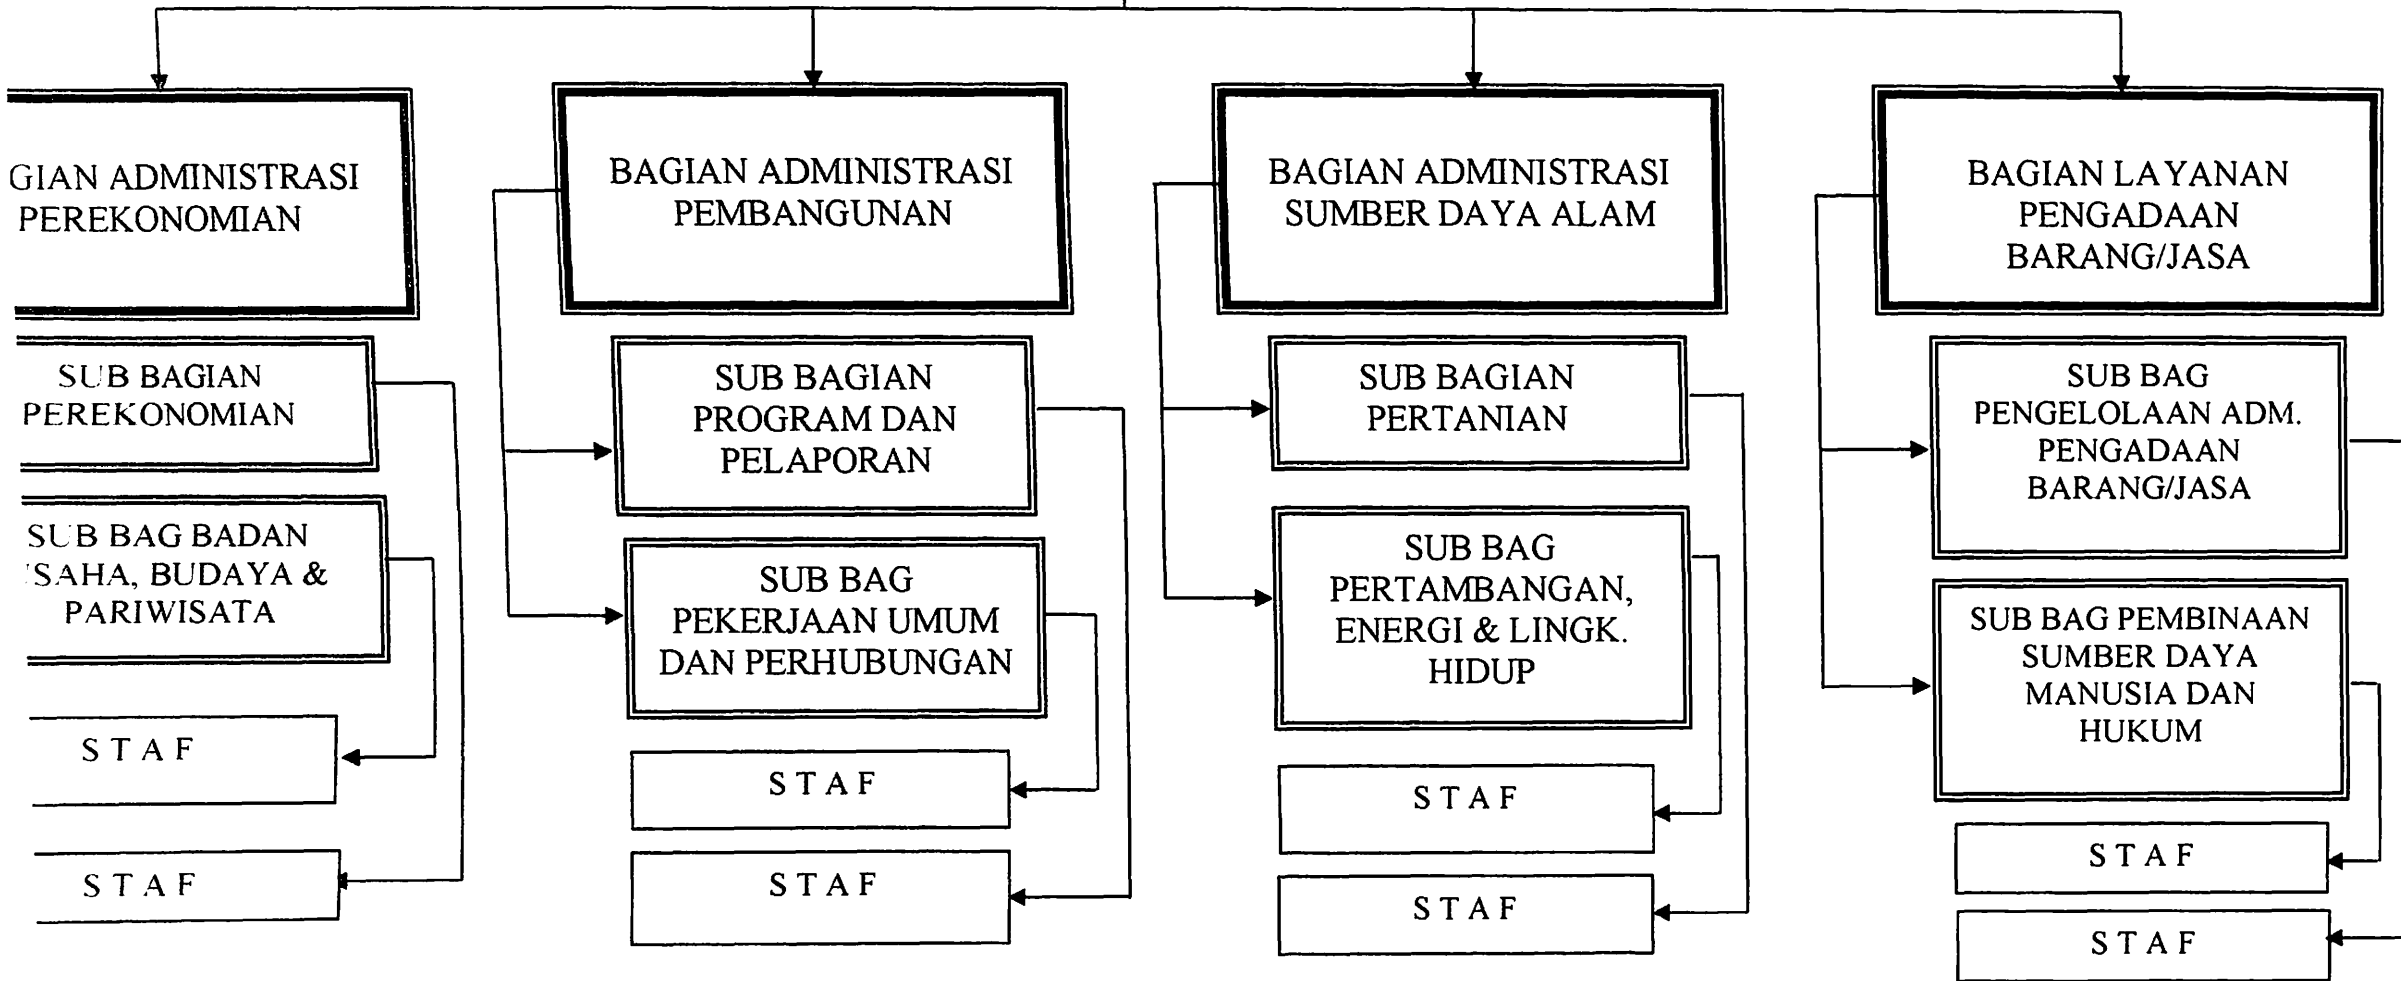 GIAN ADMINISTRASI
PEREKONOMIAN
SUB BAGIAN
PEREKONOMIAN
SUB BAG BADAN
SAHA, BUDAYA &
PARIWISATA
S T A F
S T A F
BAGIAN ADMINISTRASI
PEMBANGUNAN
SUB BAGIAN
PROGRAM DAN
PELAPORAN
SUB BAG
PEKERJAAN UMUM
DAN PERHUBUNGAN
S T A F
S T A F
BAGIAN ADMINISTRASI
SUMBER DAYA ALAM
SUB BAGIAN
PERTANIAN
SUB BAG
PERTAMBANGAN,
ENERGI & LINGK.
HIDUP
S T A F
S T A F
BAGIAN LAYANAN
PENGADAAN
BARANG/JASA
SUB BAG
PENGELOLAAN ADM.
PENGADAAN
BARANG/JASA
SUB BAG PEMBINAAN
SUMBER DAYA
MANUSIA DAN
HUKUM
S T A F
S T A F